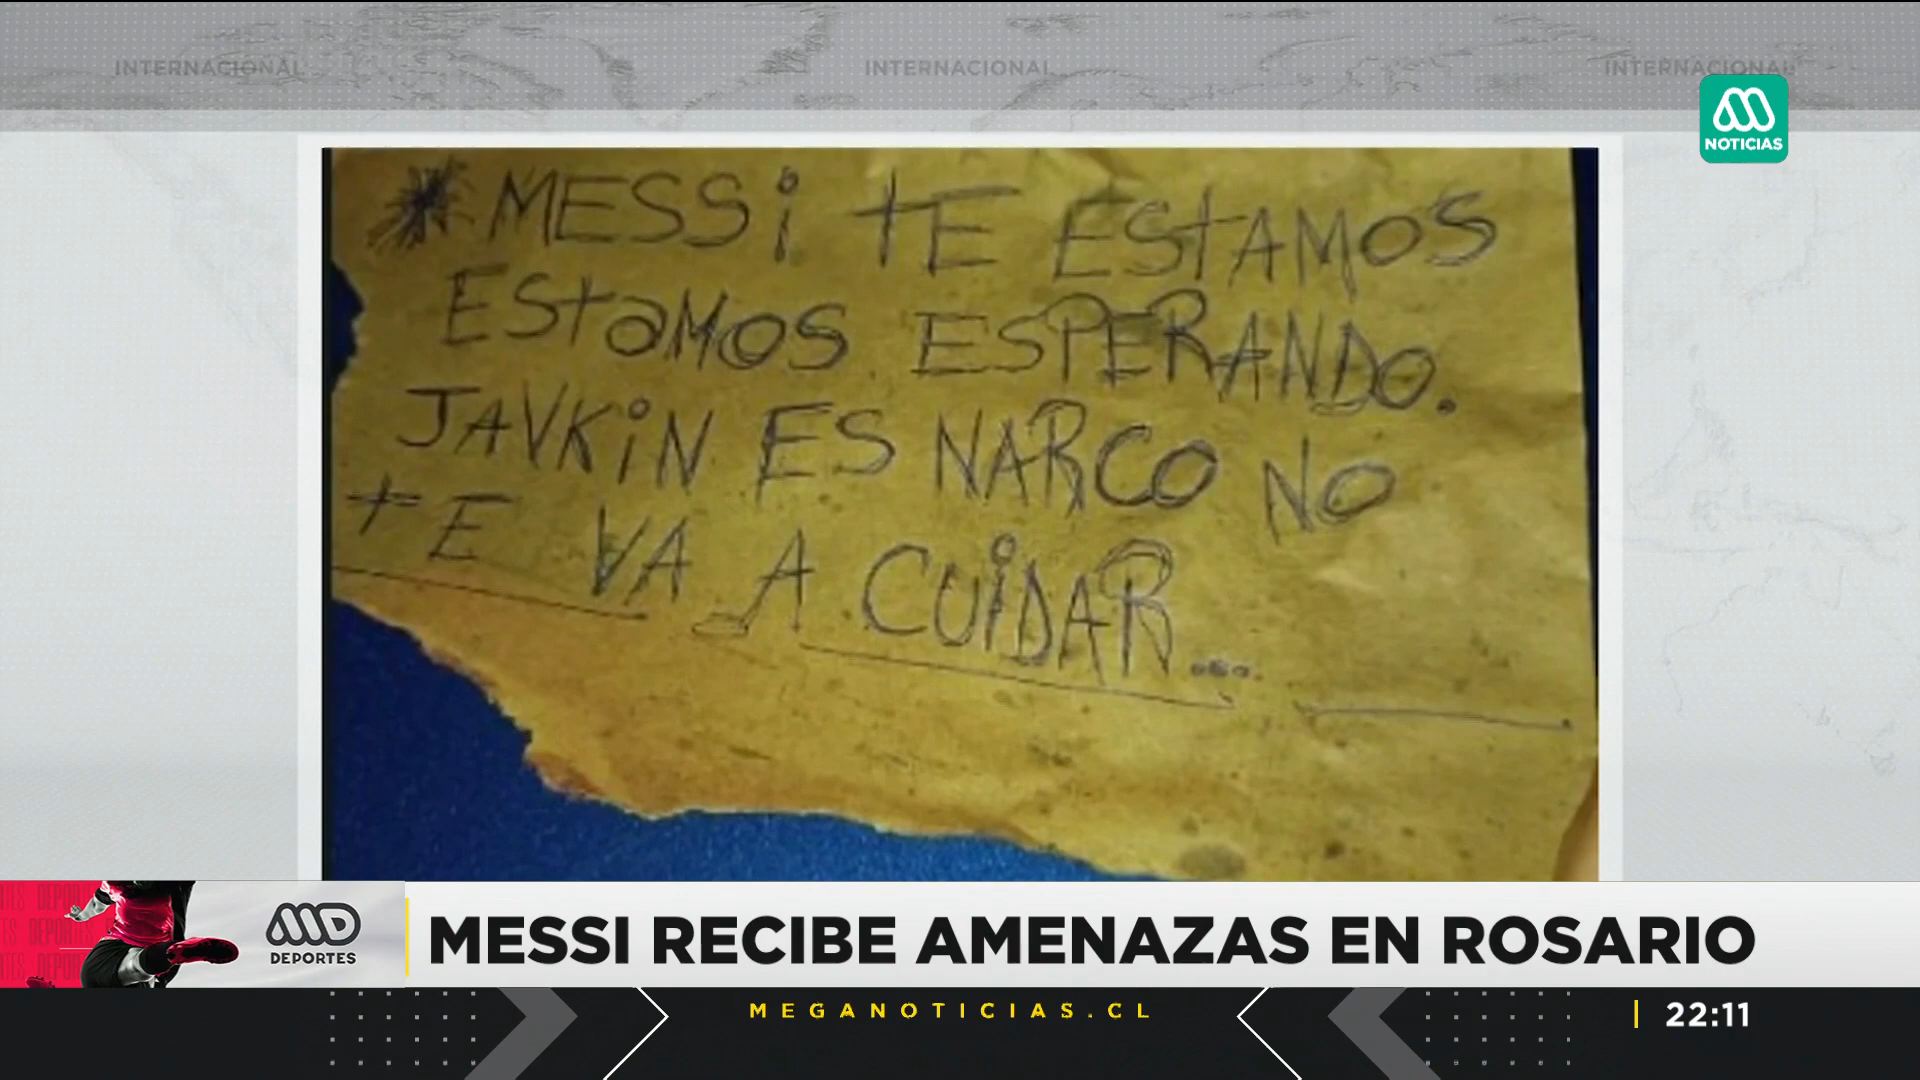 INTERNACIONAL INTERNACIONAL INTERNACIONAL
NOTICIAS
*MESSi tE EStAMOS
EStaMOS ESPERANDO.
JAVKiN ES NARCO NO
tE VA A CUiDAR....
DEPORTES
MESSI RECIBE AMENAZAS EN ROSARIO
MEGANOTICIAS.CL
22:11